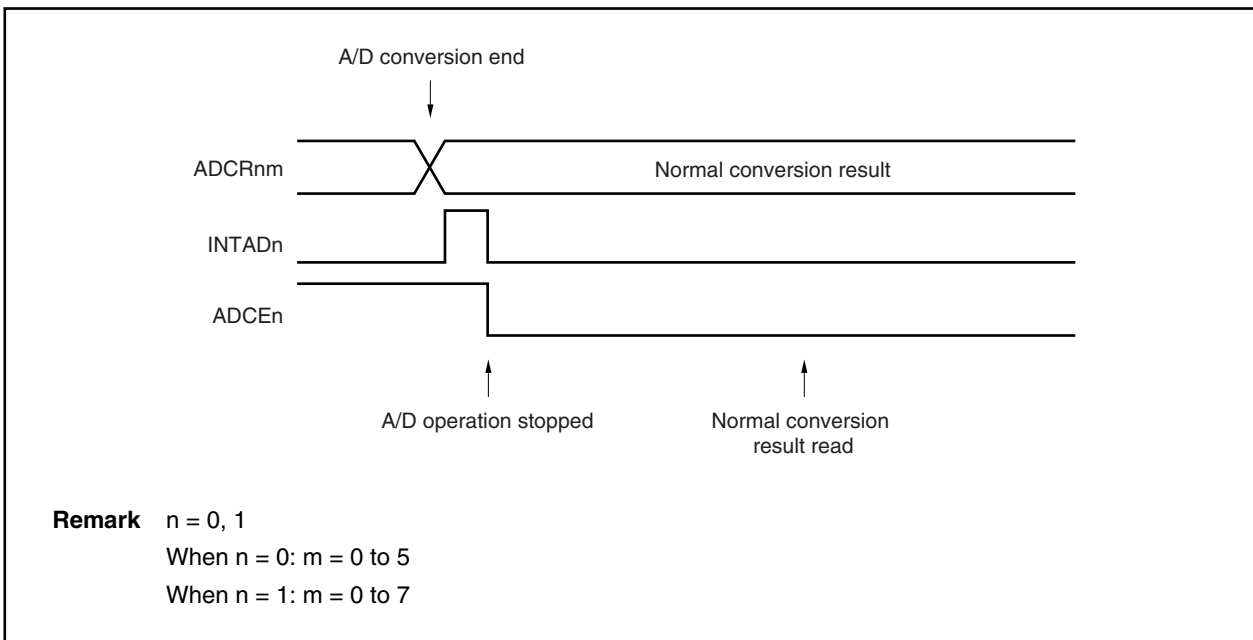 A/D conversion end
ADCRnm
Normal conversion result
INTADn
ADCEn
A/D operation stopped
Normal conversion
result read
Remark n = 0, 1
When n = 0: m = 0 to 5
When n = 1: m = 0 to 7